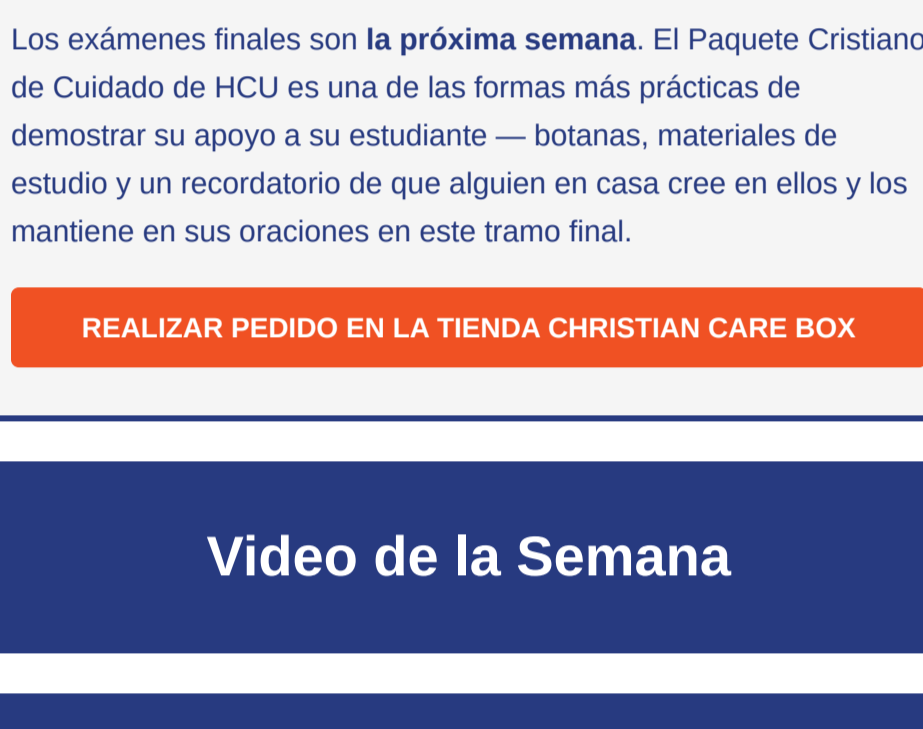 Los exámenes finales son la próxima semana. El Paquete Cristiano
de Cuidado de HCU es una de las formas más prácticas de
demostrar su apoyo a su estudiante — botanas, materiales de
estudio y un recordatorio de que alguien en casa cree en ellos y los
mantiene en sus oraciones en este tramo final.
REALIZAR PEDIDO EN LA TIENDA CHRISTIAN CARE BOX
Video de la Semana